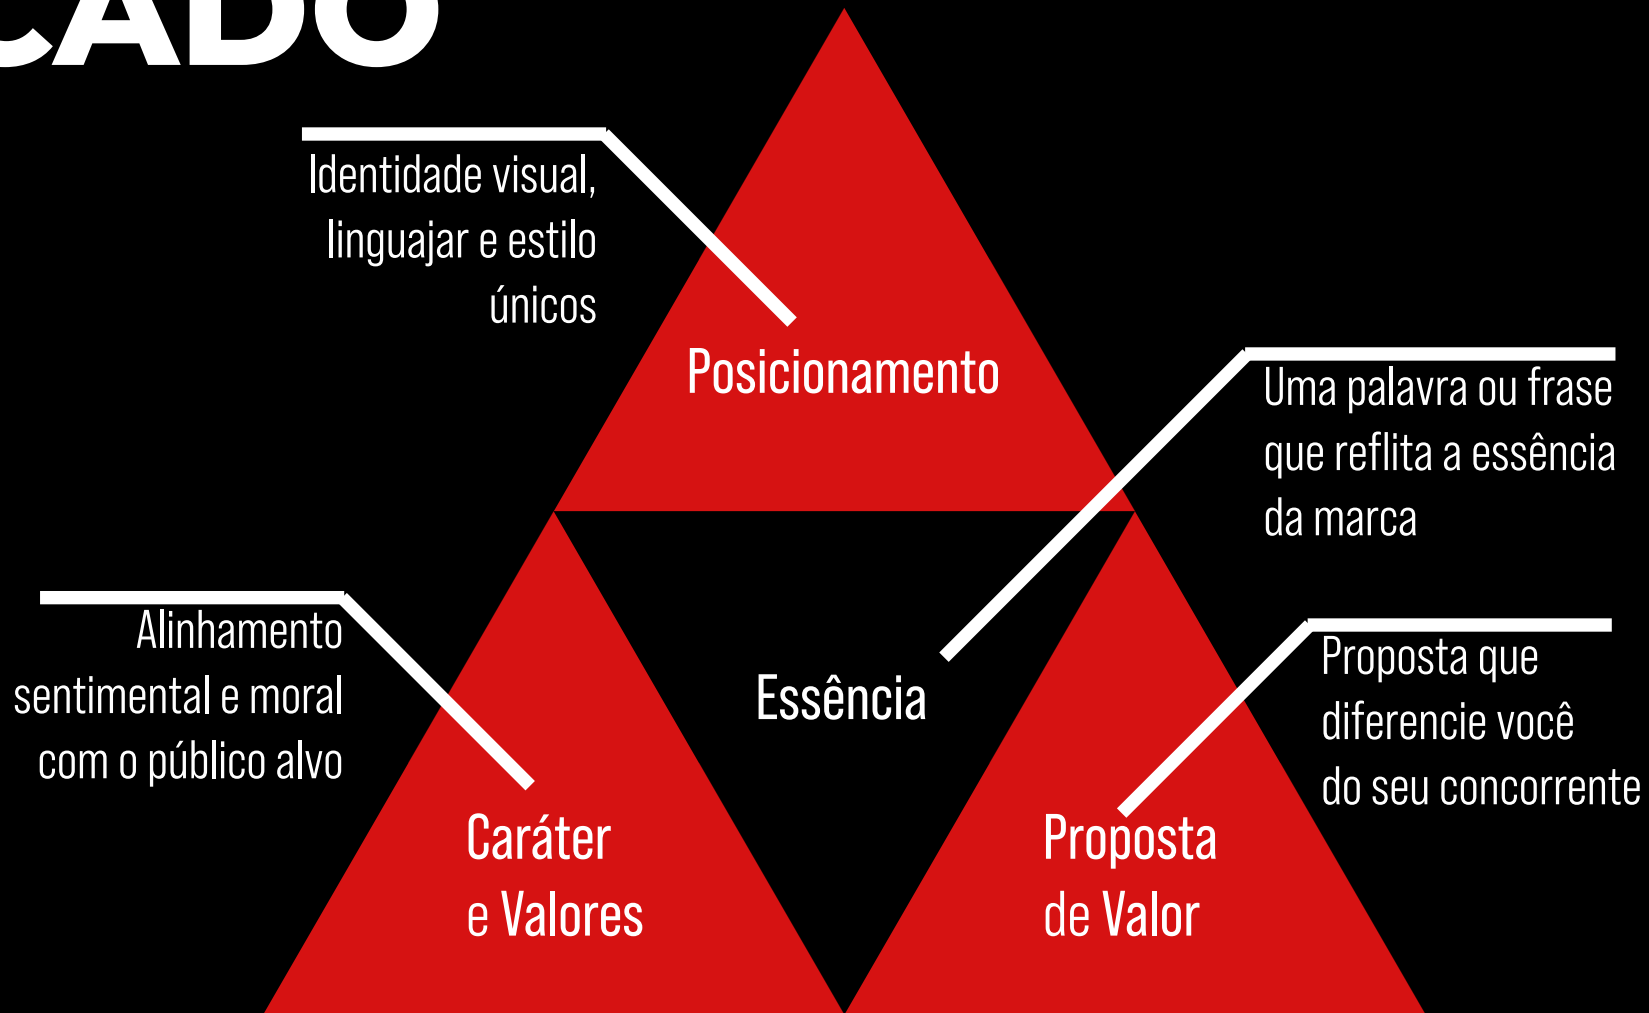 CADO
Identidade visual,
linguajar e estilo
únicos
Posicionamento
Uma palavra ou frase
que reflita a essência
da marca
Alinhamento
sentimental e moral
com o público alvo
Essência
Proposta que
diferencie você
do seu concorrente
Caráter
e Valores
Proposta
de Valor